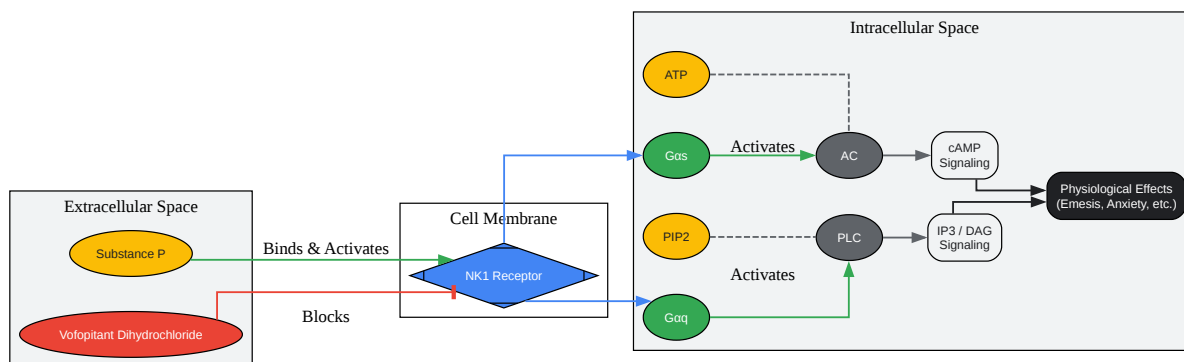 Intracellular Space
ATP
Gαs
Activates
AC
cAMP
Signaling
Physiological Effects
(Emesis, Anxiety, etc.)
Extracellular Space
Cell Membrane
Substance P
Binds & Activates
NK1 Receptor
PIP2
PLC
IP3 / DAG
Signaling
Activates
Vofopitant Dihydrochloride
Blocks
Gαq